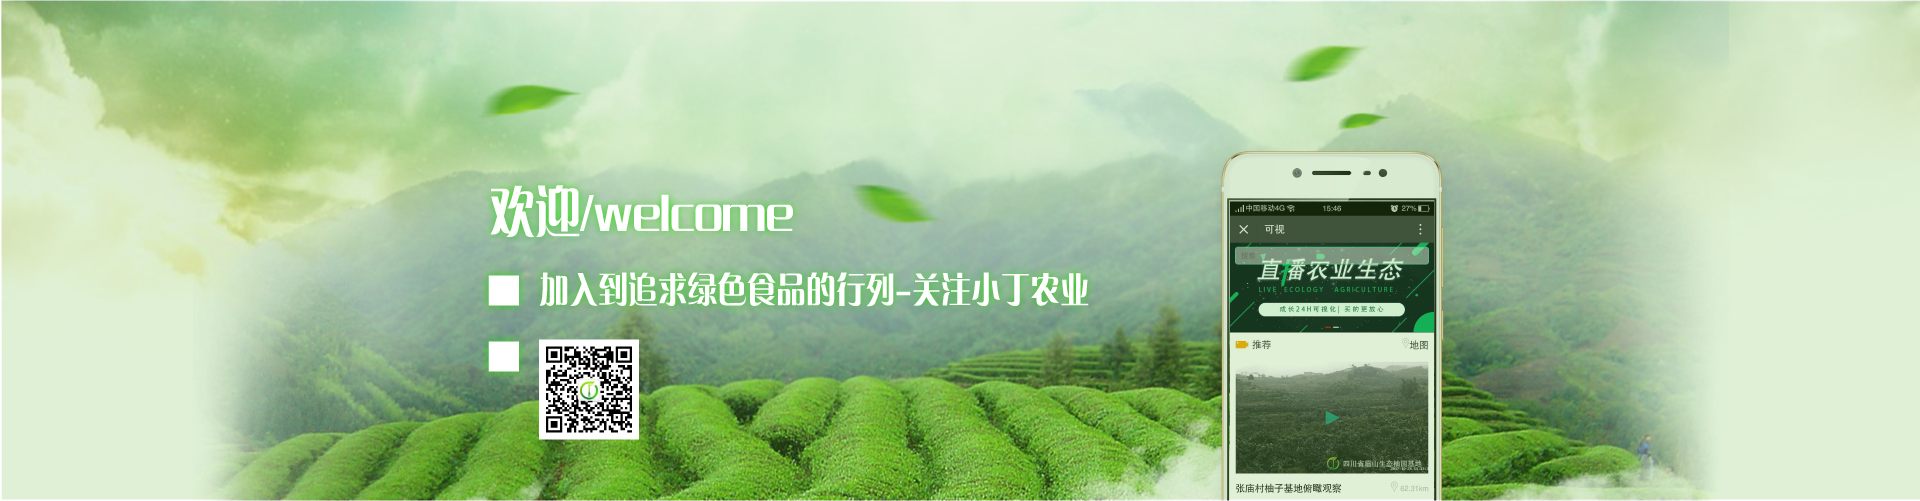 欢迎/welcome
加入到追求绿色食品的行列-关注小丁农业
中国移动4G 15:46 27%
可视
直播农业生态
LIVE ECOLOGY AGRICULTURE
成长24H可视化| 买的更放心
推荐 地图
四川省眉山生态柚园基地
张庙村柚子基地俯瞰观察 62.31km